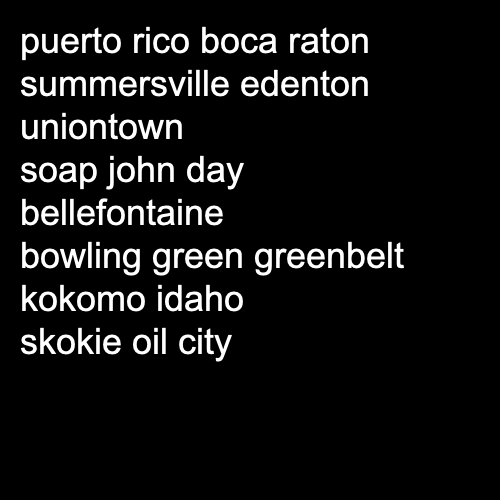 puerto rico boca raton
summersville edenton
uniontown
soap john day
bellefontaine
bowling green greenbelt
kokomo idaho
skokie oil city